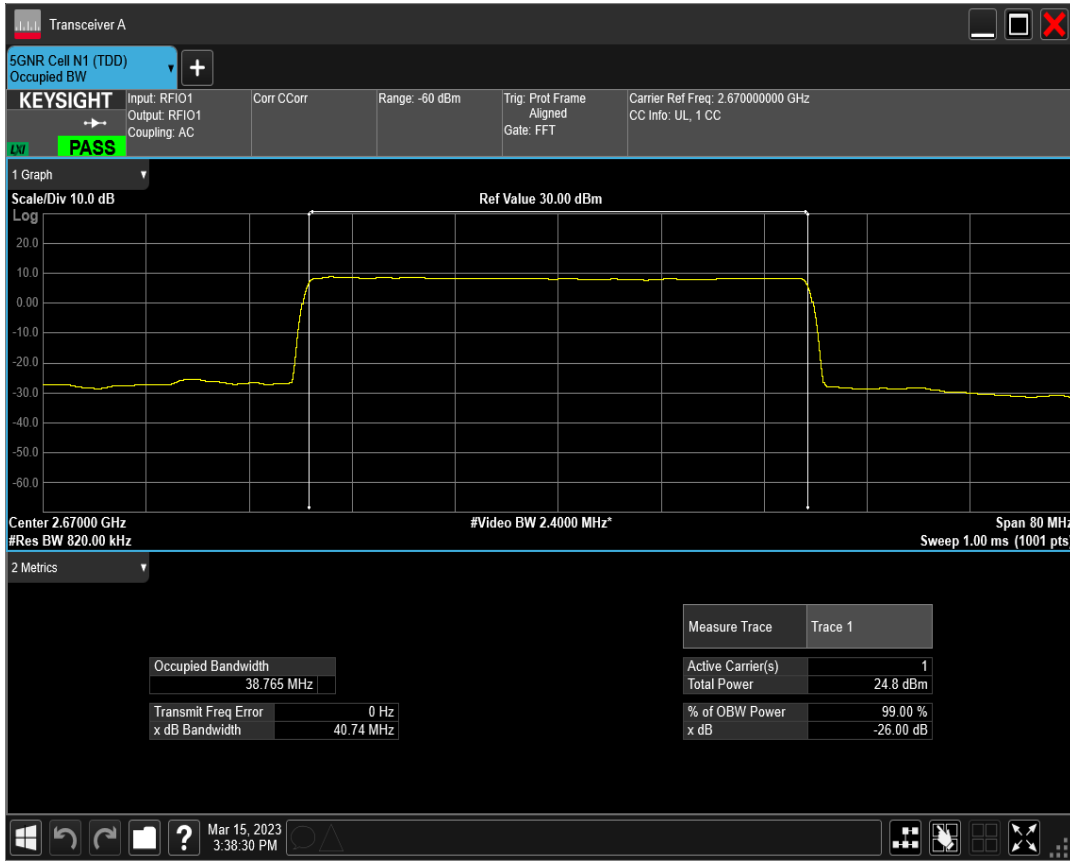 Transceiver A
5GNR Cell N1 (TDD)
Occupied BW
+
KEYSIGHT
LXI
PASS
Input: RFIO1
Output: RFIO1
Coupling: AC
Corr CCorr
Range: -60 dBm
Trig: Prot Frame
Aligned
Gate: FFT
Carrier Ref Freq: 2.670000000 GHz
CC Info: UL, 1 CC
1 Graph
Scale/Div 10.0 dB
Ref Value 30.00 dBm
Log
20.0
10.0
0.00
-10.0
-20.0
-30.0
-40.0
-50.0
-60.0
Center 2.67000 GHz
#Video BW 2.4000 MHz*
Span 80 MHz
#Res BW 820.00 kHz
Sweep 1.00 ms (1001 pts)
2 Metrics
Measure Trace Trace 1
Occupied Bandwidth
38.765 MHz
Active Carrier(s) 1
Total Power 24.8 dBm
Transmit Freq Error 0 Hz
x dB Bandwidth 40.74 MHz
% of OBW Power 99.00 %
x dB -26.00 dB
?
Mar 15, 2023
3:38:30 PM